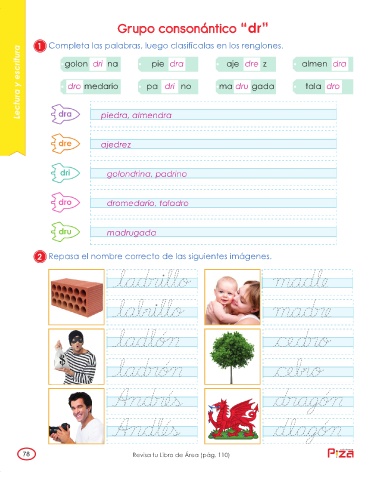 Grupo consonántico “dr”
Lectura y escritura
1 Completa las palabras, luego clasifícalas en los renglones.
golon dri na pie dra aje dre z almen dra
dro medario pa dri no ma dru gada tala dro
dra piedra, almendra
dre ajedrez
dri golondrina, padrino
dro dromedario, taladro
dru madrugada
2 Repasa el nombre correcto de las siguientes imágenes.
ladrillo madle
labrillo madre
ladlón cedro
ladrón cebro
Andrés dragón
Andlés dlagón
78 Revisa tu Libro de Área (pág. 110) Piza